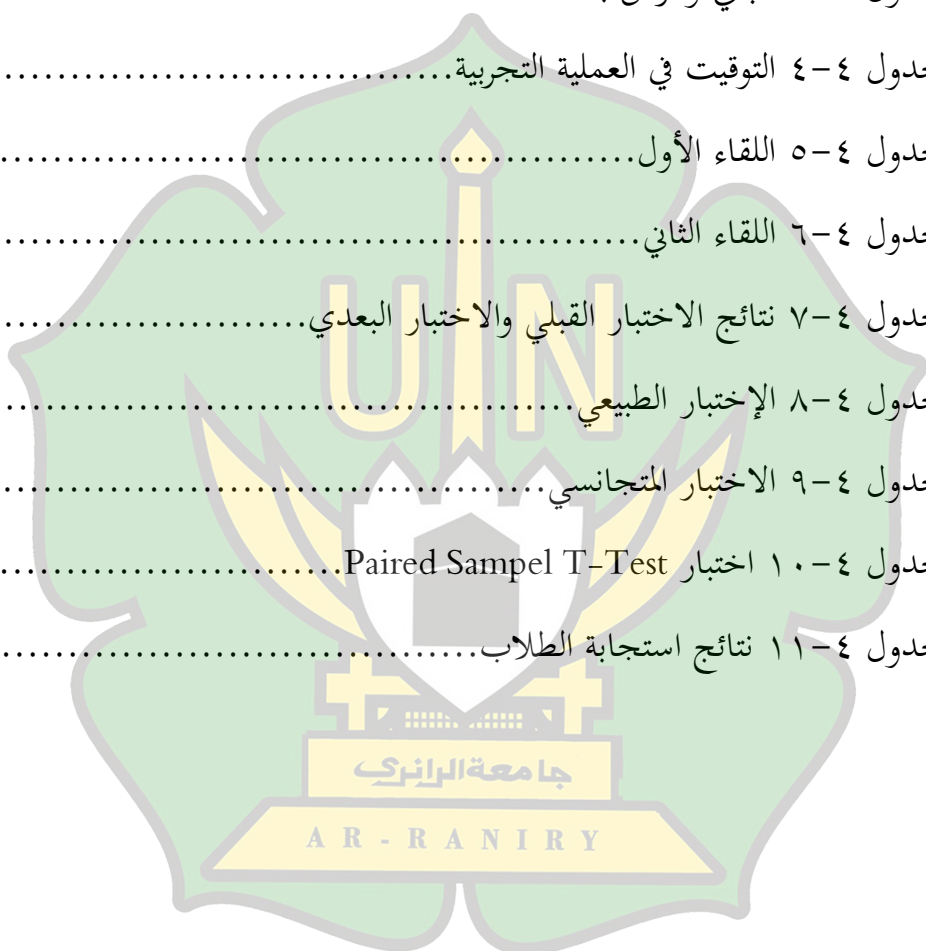 جدول ٤-٤ التوقيت في العملية التجربية
جدول ٤-٥ اللقاء الأول
جدول ٤-٦ اللقاء الثاني
جدول ٤-٧ نتائج الاختبار القبلي والاختبار البعدي
جدول ٤-٨ الإختبار الطبيعي
جدول ٤-٩ الاختبار المتجانسي
جدول ٤-١٠ اختبار Paired Sampel T-Test
جدول ٤-١١ نتائج استجابة الطلاب
UIN
جامعة الرانري
AR-RANIRY